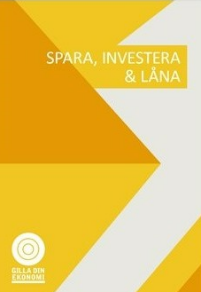 SPARA, INVESTERA
& LÅNA
GILLA DIN
EKONOMI